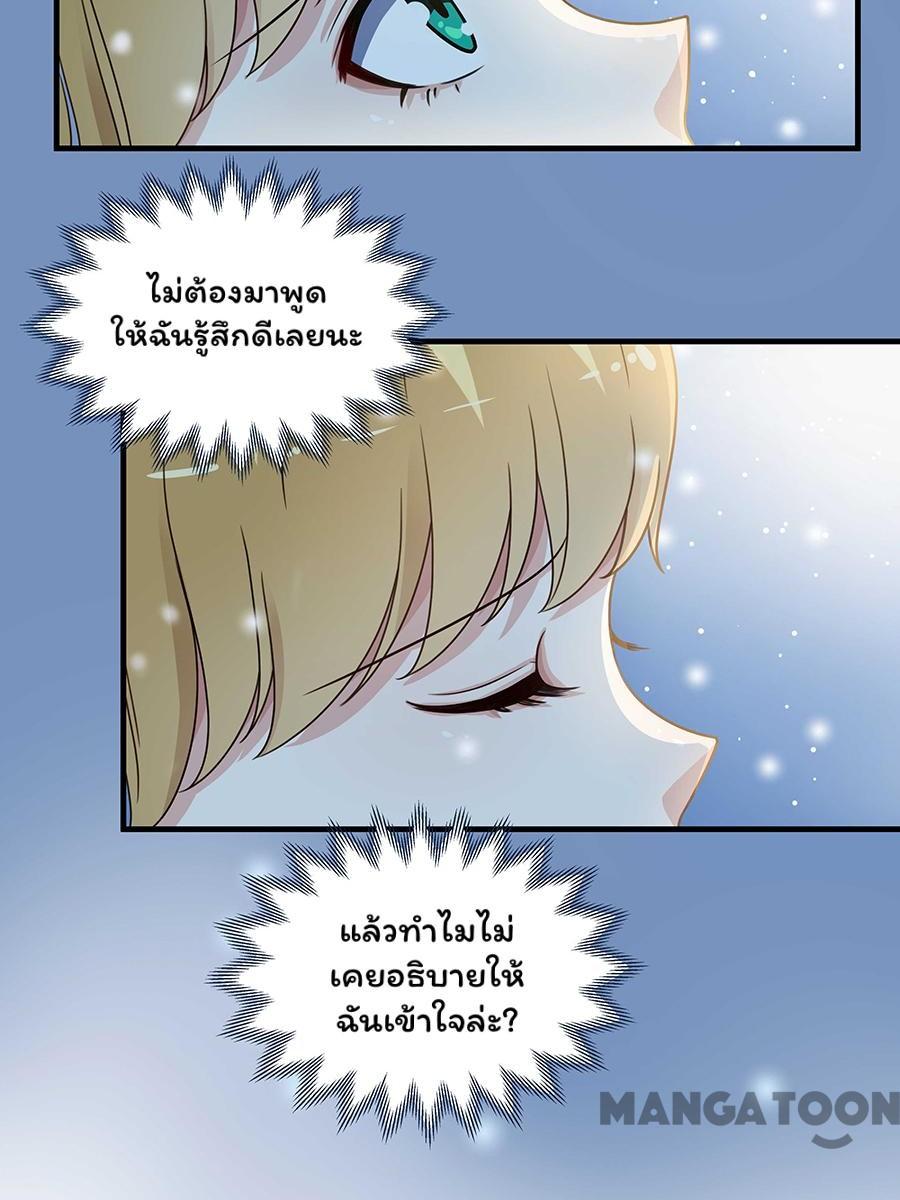 ไม่ต้องมาพูด
ให้ฉันรู้สึกดีเลยนะ
แล้วทำไมไม่
เคยอธิบายให้
ฉันเข้าใจล่ะ?
MANGATOON